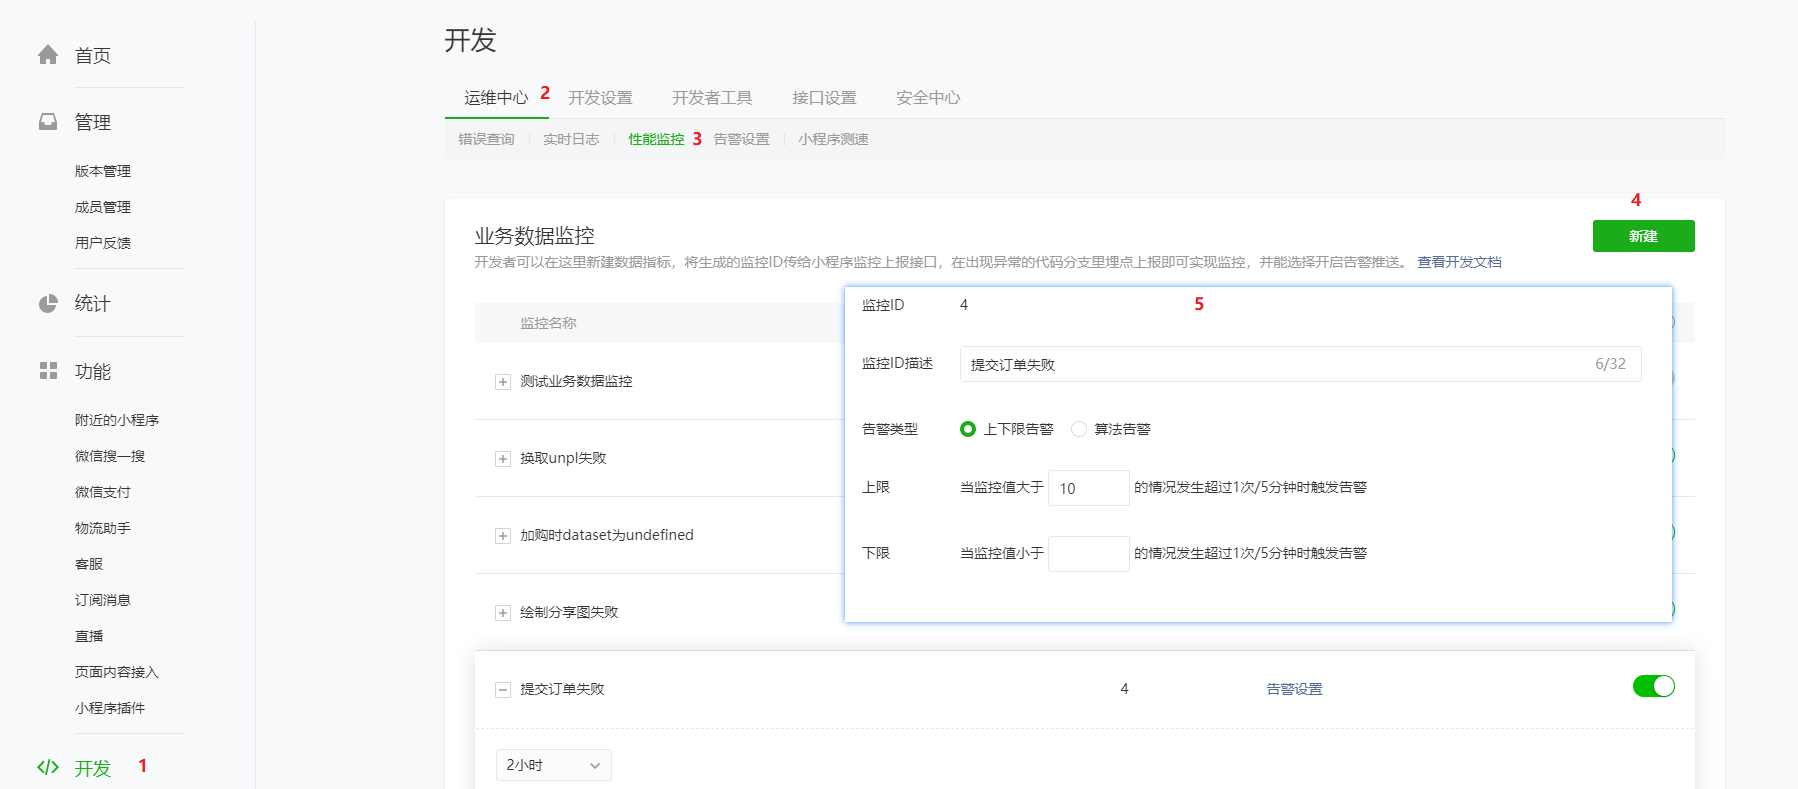 首页
管理
版本管理
成员管理
用户反馈
统计
功能
附近的小程序
微信搜一搜
微信支付
物流助手
客服
订阅消息
直播
页面内容接入
小程序插件
开发 1
开发
运维中心 2 开发设置 开发者工具 接口设置 安全中心
错误查询 实时日志 性能监控 3 告警设置 小程序测速
4
业务数据监控 新建
开发者可以在这里新建数据指标，将生成的监控ID传给小程序监控上报接口，在出现异常的代码分支里埋点上报即可实现监控，并能选择开启告警推送。 查看开发文档
监控名称
测试业务数据监控
换取unpl失败
加购时dataset为undefined
绘制分享图失败
监控ID 4 5
监控ID描述 提交订单失败 6/32
告警类型 上下限告警 算法告警
上限 当监控值大于 10 的情况发生超过1次/5分钟时触发告警
下限 当监控值小于 的情况发生超过1次/5分钟时触发告警
提交订单失败 4 告警设置
2小时